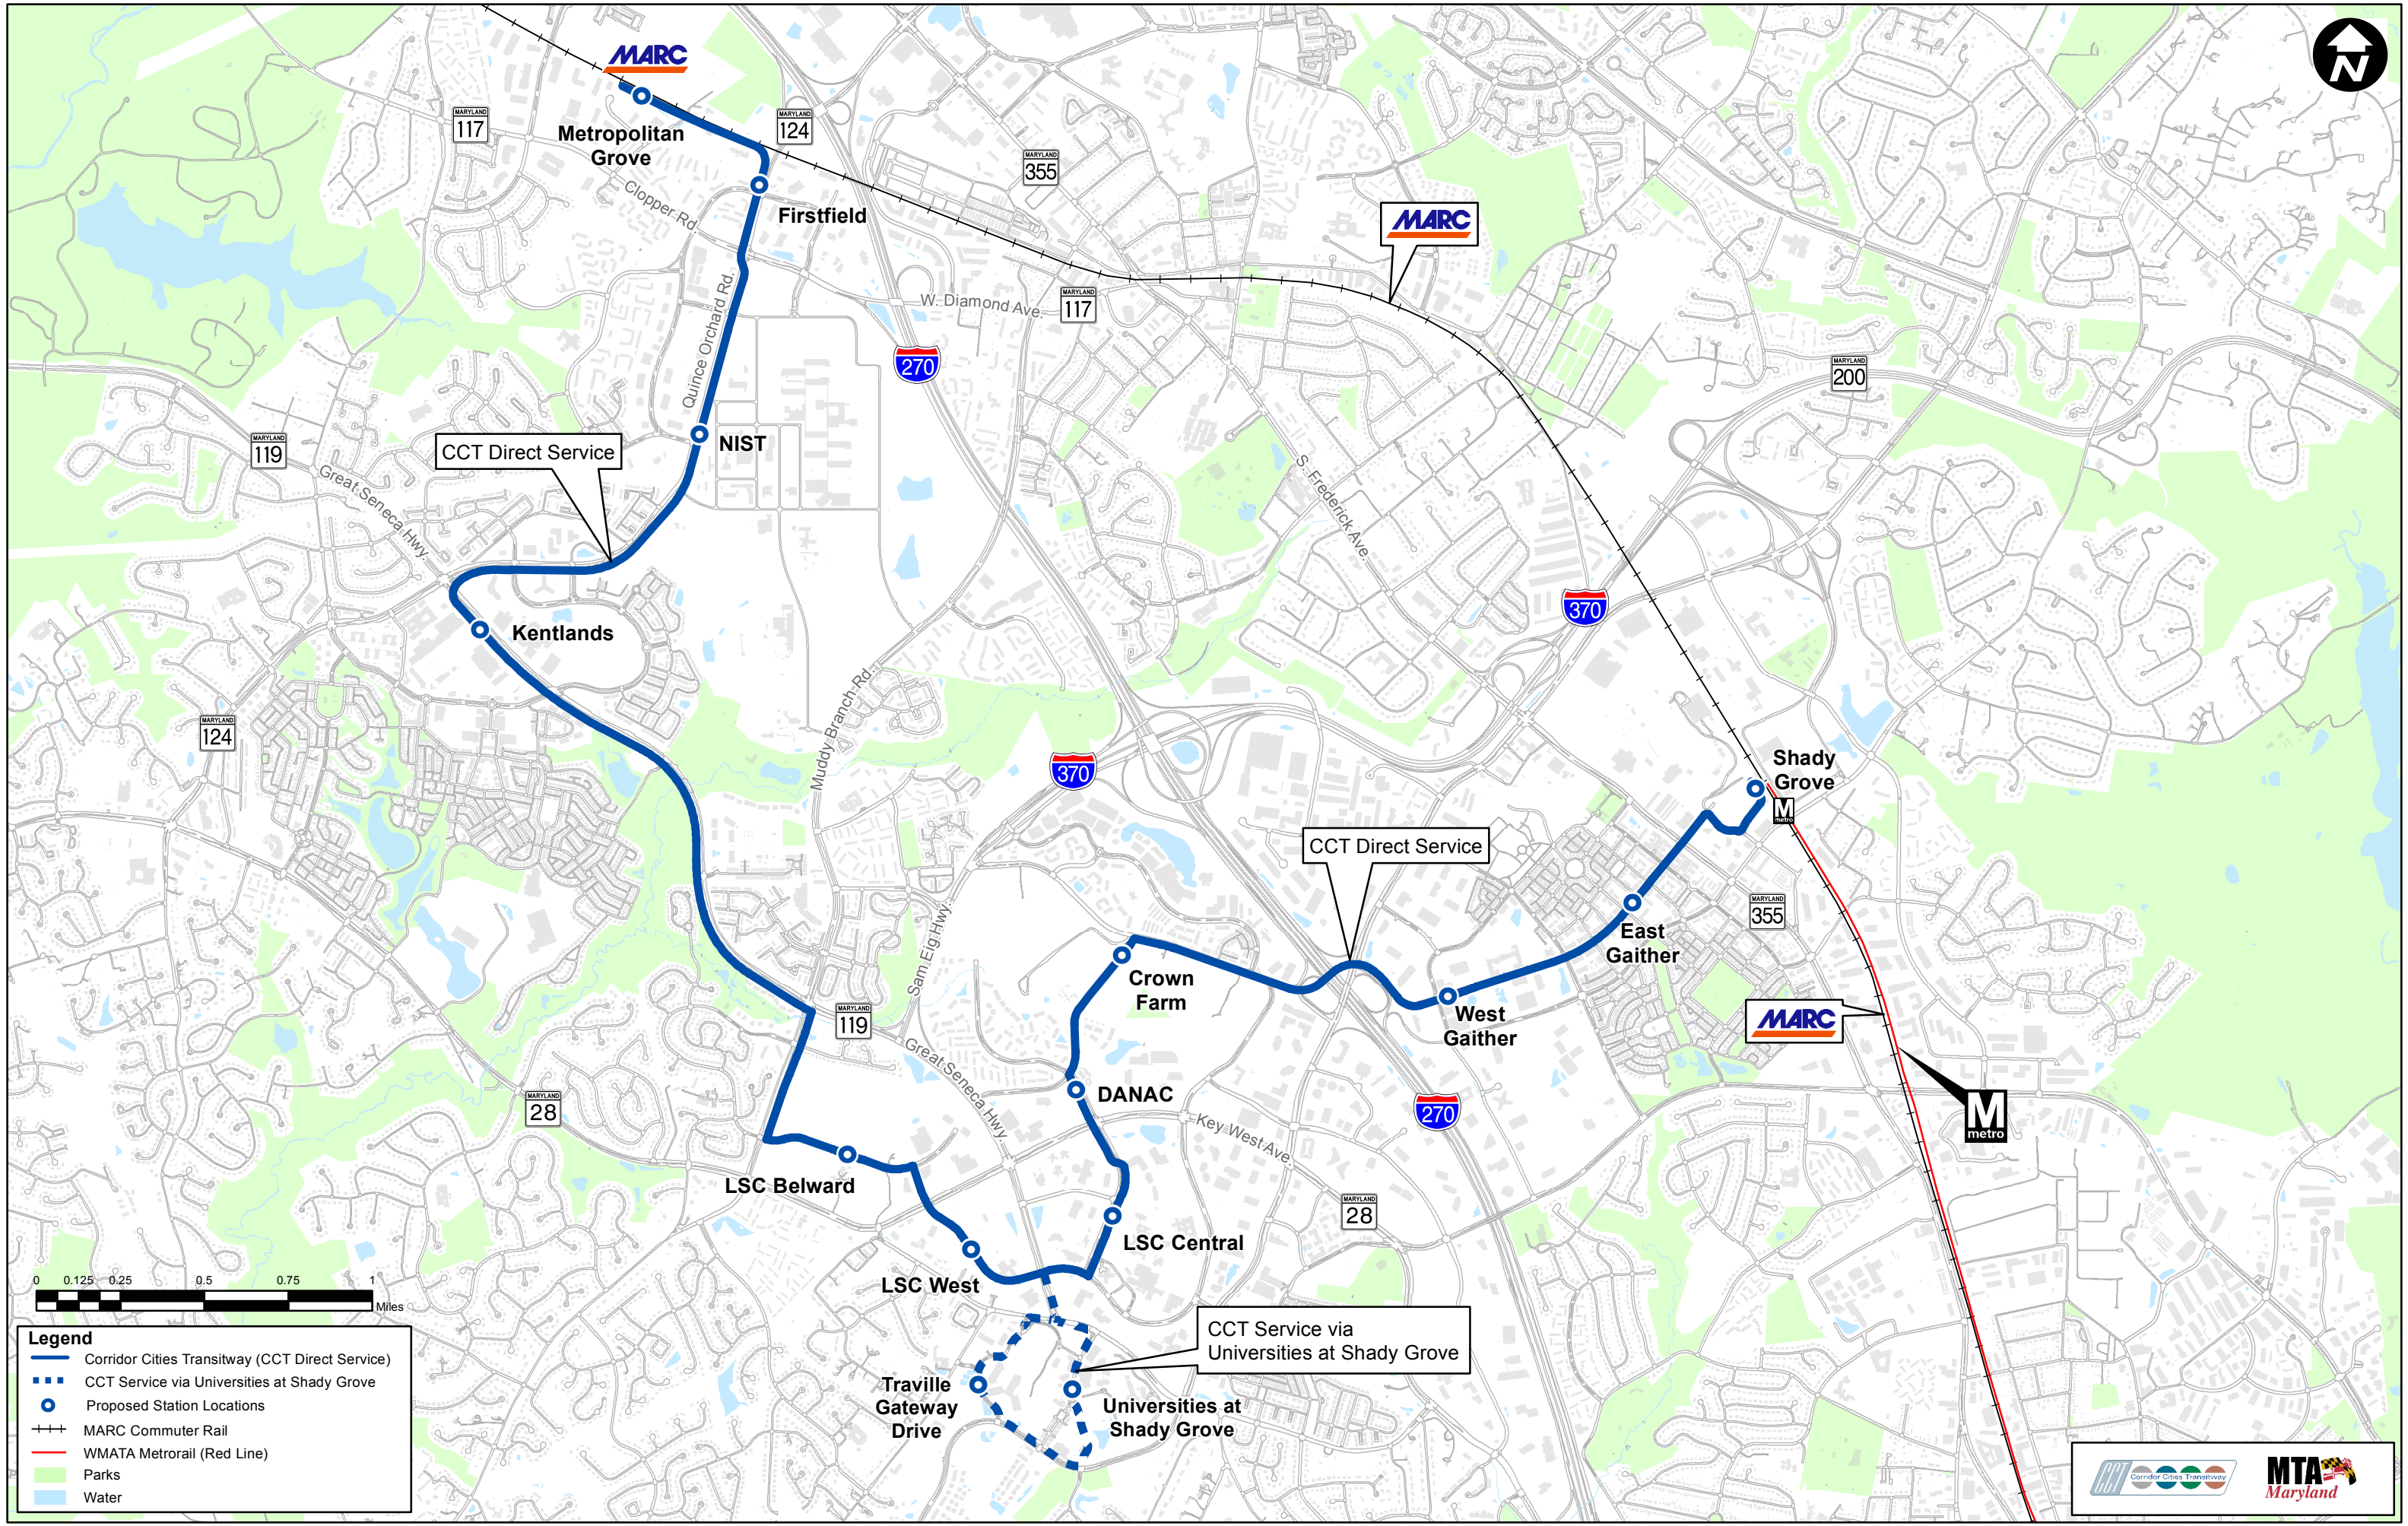 MARC
N
MARYLAND
117
Metropolitan
Grove
MARYLAND
124
MARYLAND
355
Clopper Rd.
Firstfield
MARC
W. Diamond Ave.
MARYLAND
117
Quince Orchard Rd.
270
MARYLAND
200
MARYLAND
119
Great Seneca Hwy.
CCT Direct Service
NIST
S. Frederick Ave.
370
Kentlands
MARYLAND
124
Muddy Branch Rd.
370
Shady
Grove
M
metro
CCT Direct Service
Sam Eig Hwy.
MARYLAND
355
East
Gaither
Crown
Farm
West
Gaither
MARC
MARYLAND
119
Great Seneca Hwy.
DANAC
MARYLAND
28
270
M
metro
Key West Ave.
LSC Belward
MARYLAND
28
LSC Central
LSC West
CCT Service via
Universities at Shady Grove
Traville
Gateway
Drive
Universities at
Shady Grove
0 0.125 0.25 0.5 0.75 1
Miles
Legend
Corridor Cities Transitway (CCT Direct Service)
CCT Service via Universities at Shady Grove
Proposed Station Locations
MARC Commuter Rail
WMATA Metrorail (Red Line)
Parks
Water
CCT
Corridor Cities Transitway
MTA
Maryland